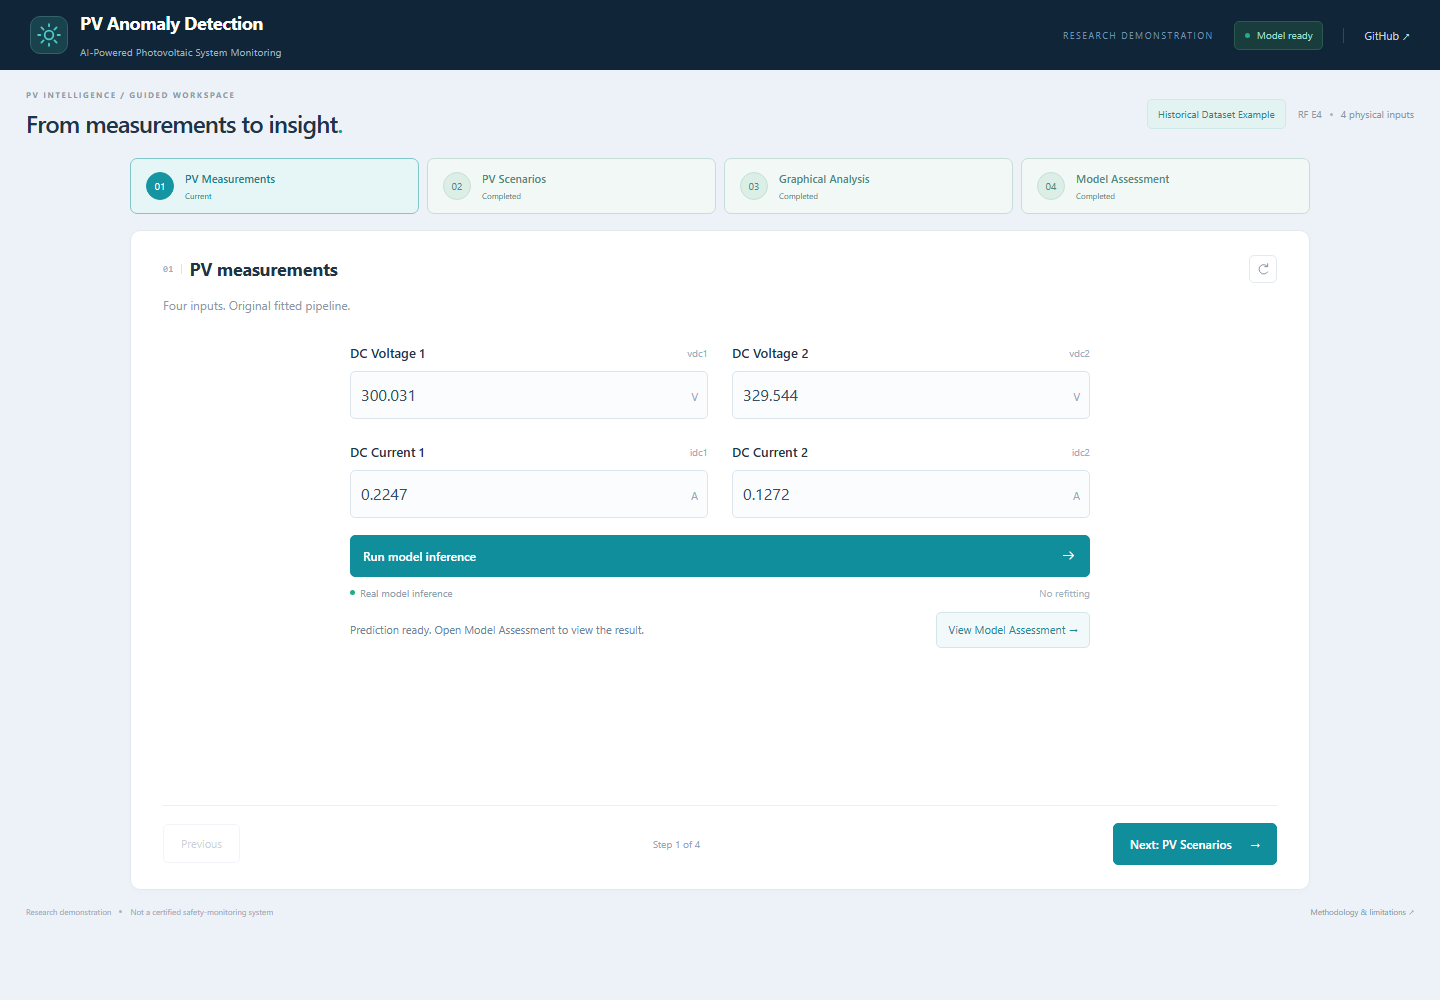 PV Anomaly Detection
AI-Powered Photovoltaic System Monitoring
RESEARCH DEMONSTRATION
Model ready
GitHub ↗
PV INTELLIGENCE / GUIDED WORKSPACE
From measurements to insight.
Historical Dataset Example
RF E4 • 4 physical inputs
01 PV Measurements
Current
02 PV Scenarios
Completed
03 Graphical Analysis
Completed
04 Model Assessment
Completed
01 PV measurements
Four inputs. Original fitted pipeline.
DC Voltage 1 vdc1
300.031 V
DC Voltage 2 vdc2
329.544 V
DC Current 1 idc1
0.2247 A
DC Current 2 idc2
0.1272 A
Run model inference →
Real model inference
No refitting
Prediction ready. Open Model Assessment to view the result.
View Model Assessment →
Previous
Step 1 of 4
Next: PV Scenarios →
Research demonstration • Not a certified safety-monitoring system
Methodology & limitations ↗